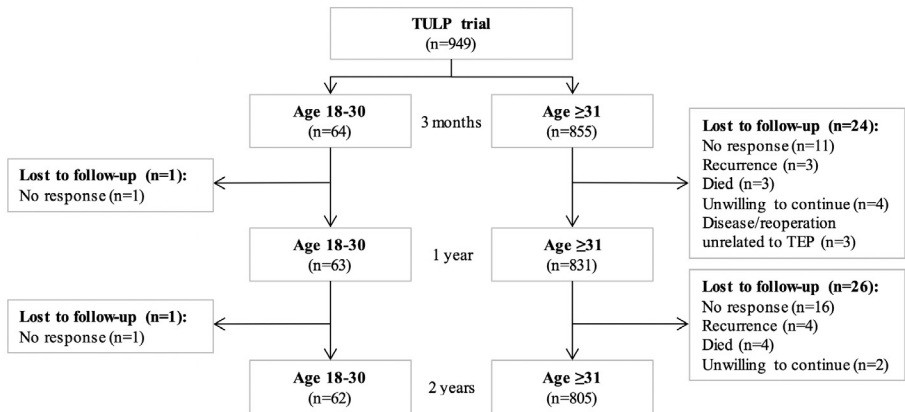 TULP trial
(n=949)
Age 18-30
(n=64)
3 months
Age ≥31
(n=855)
Lost to follow-up (n=1):
No response (n=1)
Lost to follow-up (n=24):
No response (n=11)
Recurrence (n=3)
Died (n=3)
Unwilling to continue (n=4)
Disease/reoperation
unrelated to TEP (n=3)
Age 18-30
(n=63)
1 year
Age ≥31
(n=831)
Lost to follow-up (n=1):
No response (n=1)
Lost to follow-up (n=26):
No response (n=16)
Recurrence (n=4)
Died (n=4)
Unwilling to continue (n=2)
Age 18-30
(n=62)
2 years
Age ≥31
(n=805)